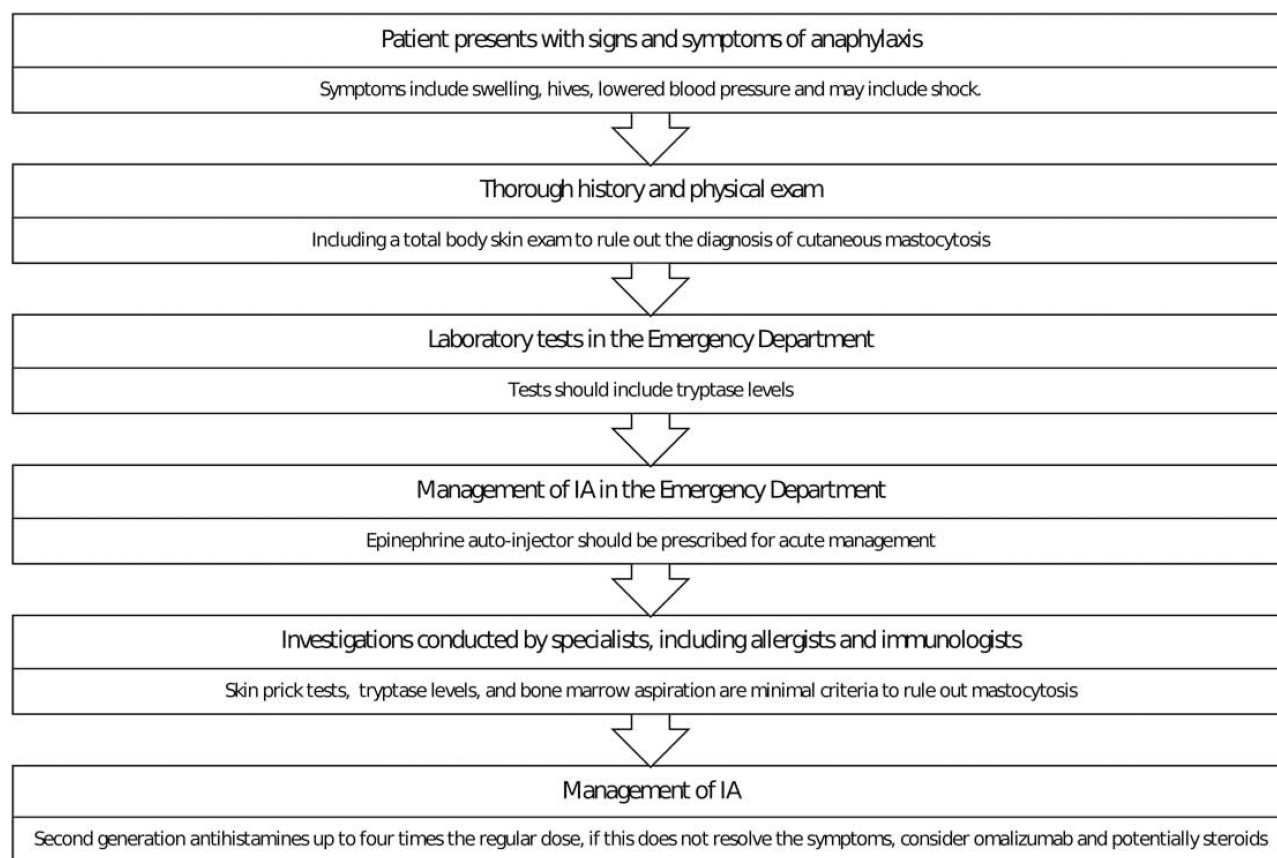 Patient presents with signs and symptoms of anaphylaxis
Symptoms include swelling, hives, lowered blood pressure and may include shock.
Thorough history and physical exam
Including a total body skin exam to rule out the diagnosis of cutaneous mastocytosis
Laboratory tests in the Emergency Department
Tests should include tryptase levels
Management of IA in the Emergency Department
Epinephrine auto-injector should be prescribed for acute management
Investigations conducted by specialists, including allergists and immunologists
Skin prick tests, tryptase levels, and bone marrow aspiration are minimal criteria to rule out mastocytosis
Management of IA
Second generation antihistamines up to four times the regular dose, if this does not resolve the symptoms, consider omalizumab and potentially steroids